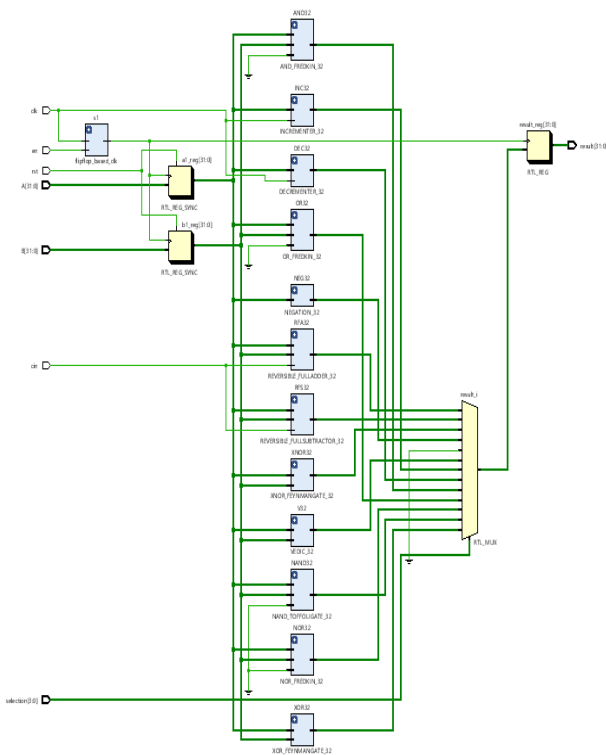 AND32
AND_FREDKIN_32
clk
INC32
INCREMENTER_32
s1
flipflop_based_clk
en
rst
a1_reg[31:0]
A[31:0]
RTL_REG_SYNC
result_reg[31:0]
result[31:0]
RTL_REG
DEC32
DECREMENTER_32
OR32
OR_FREDKIN_32
b1_reg[31:0]
B[31:0]
RTL_REG_SYNC
NEG32
NEGATION_32
RFA32
REVERSIBLE_FULLADDER_32
cin
RFS32
REVERSIBLE_FULLSUBTRACTOR_32
result_i
RTL_MUX
XNOR32
XNOR_FEYNMANGATE_32
V32
VEDIC_32
NAND32
NAND_TOFFOLIGATE_32
NOR32
NOR_FREDKIN_32
selection[3:0]
XOR32
XOR_FEYNMANGATE_32